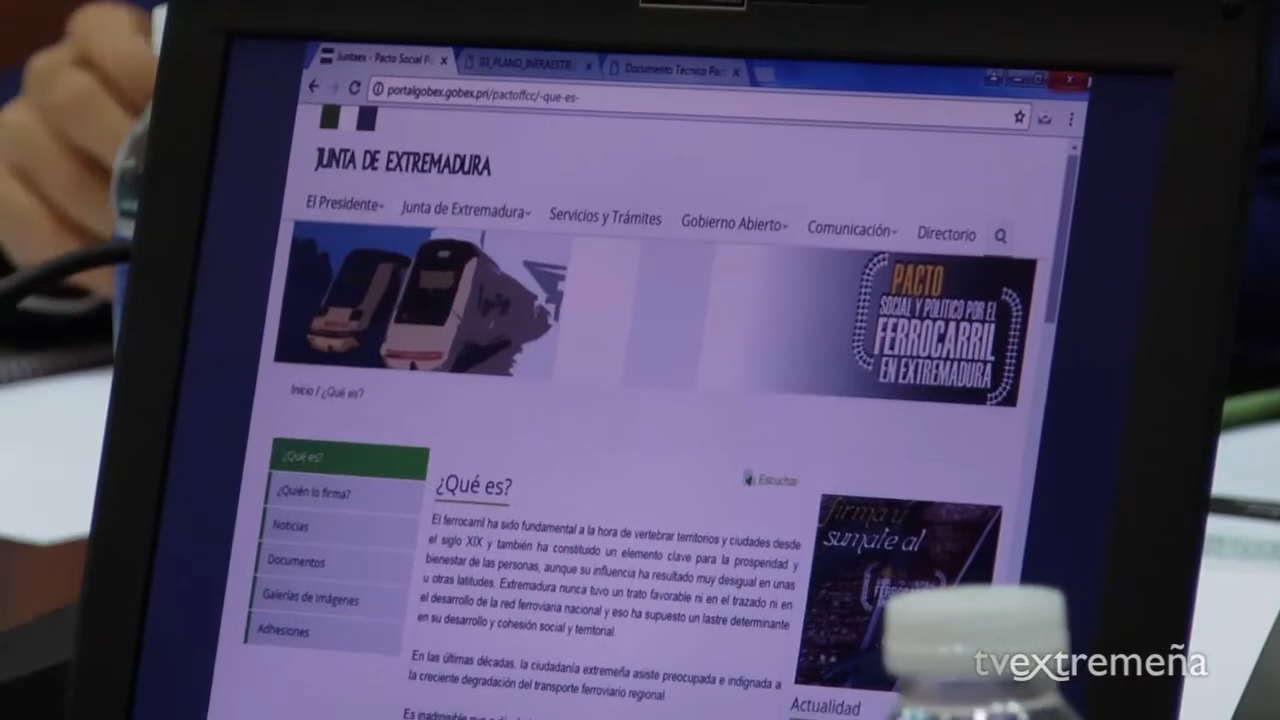 Juntaex - Pacto Social Po
03_PLANO_INFRAESTRU
Documento Técnico Pact
portalgobex.gobex.pri/pactoffcc/-que-es-
JUNTA DE EXTREMADURA
El Presidente
Junta de Extremadura
Servicios y Trámites
Gobierno Abierto
Comunicación
Directorio
PACTO
SOCIAL Y POLÍTICO POR EL
FERROCARRIL
EN EXTREMADURA
Inicio / ¿Qué es?
¿Qué es?
¿Quién lo firma?
Noticias
Documentos
Galerías de imágenes
Adhesiones
¿Qué es?
Escuchar
El ferrocarril ha sido fundamental a la hora de vertebrar territorios y ciudades desde
el siglo XIX y también ha constituido un elemento clave para la prosperidad y
bienestar de las personas, aunque su influencia ha resultado muy desigual en unas
u otras latitudes. Extremadura nunca tuvo un trato favorable ni en el trazado ni en
el desarrollo de la red ferroviaria nacional y eso ha supuesto un lastre determinante
en su desarrollo y cohesión social y territorial.
En las últimas décadas, la ciudadanía extremeña asiste preocupada e indignada a
la creciente degradación del transporte ferroviario regional.
Es inadmisible que
firma y
sumate al
Actualidad
tvextremeña